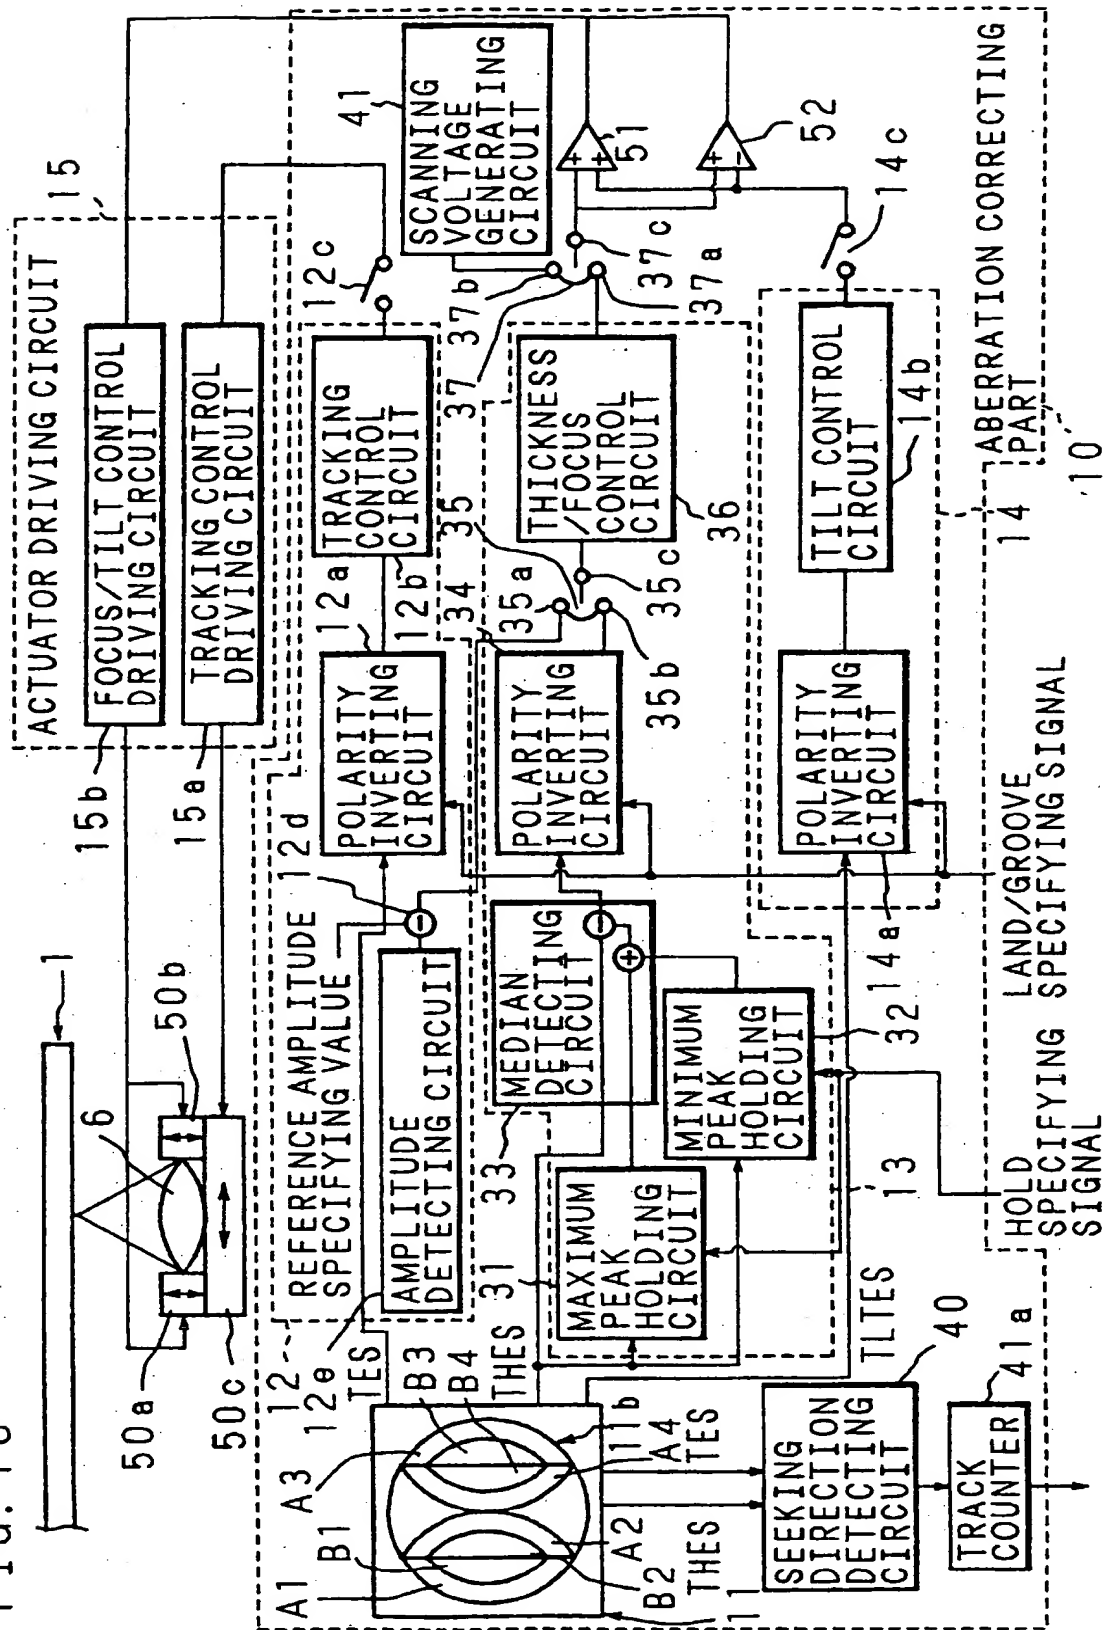 FIG.
ACTUATOR DRIVING CIRCUIT
15
FOCUS/TILT CONTROL
DRIVING CIRCUIT
15b
TRACKING CONTROL
DRIVING CIRCUIT
15a
1
6
50a
50b
50c
12
REFERENCE AMPLITUDE
SPECIFYING VALUE
12d
12e
AMPLITUDE
DETECTING CIRCUIT
POLARITY
INVERTING
CIRCUIT
12a
TRACKING
CONTROL
CIRCUIT
12b
12c
SCANNING
VOLTAGE
GENERATING
CIRCUIT
41
TES
THES
TILTES
A1
B1
A3
B3
B4
11b
A4
A2
B2
11
THES
TES
31
MAXIMUM
PEAK
HOLDING
CIRCUIT
33
MEDIAN
DETECTING
CIRCUIT
MINIMUM
PEAK
HOLDING
CIRCUIT
32
13
34
POLARITY
INVERTING
CIRCUIT
35
35a
35b
35c
THICKNESS
/FOCUS
CONTROL
CIRCUIT
36
37
37b
37c
37a
51
52
14c
POLARITY
INVERTING
CIRCUIT
14a
TILT CONTROL
CIRCUIT
14b
14
SEEKING
DIRECTION
DETECTING
CIRCUIT
40
TRACK
COUNTER
41a
HOLD
SPECIFYING
SIGNAL
LAND/GROOVE
SPECIFYING SIGNAL
ABERRATION CORRECTING
PART
10